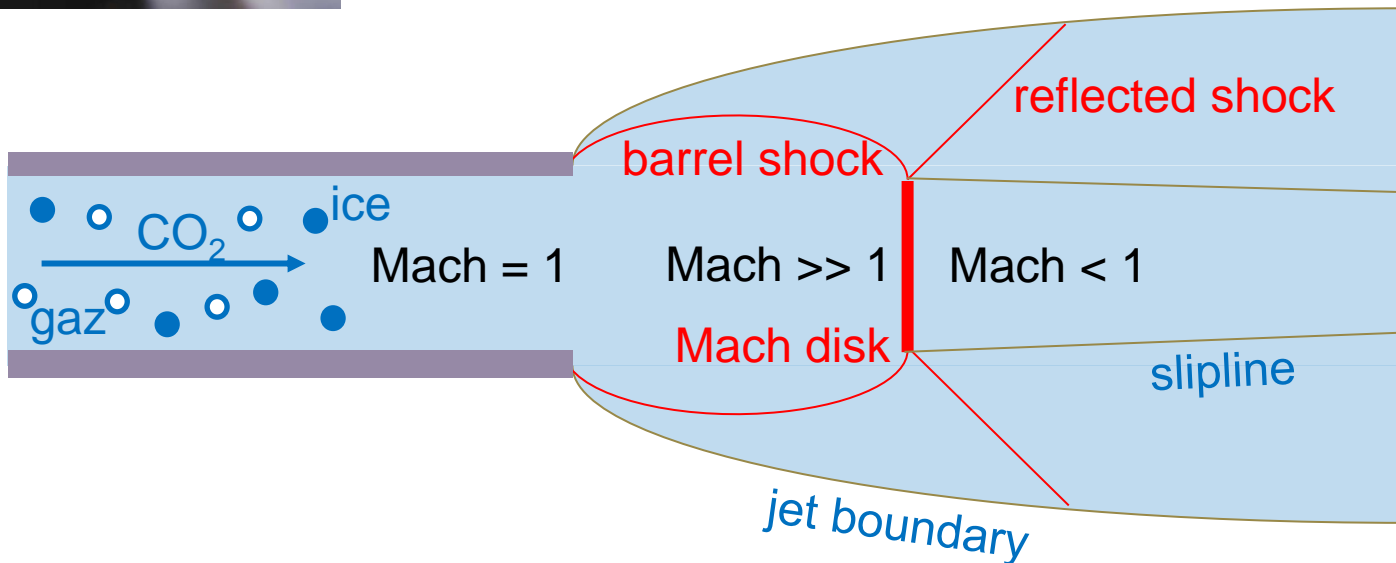 reflected shock
barrel shock
ice
CO₂
Mach = 1
Mach >> 1
Mach < 1
gaz
Mach disk
slipline
jet boundary